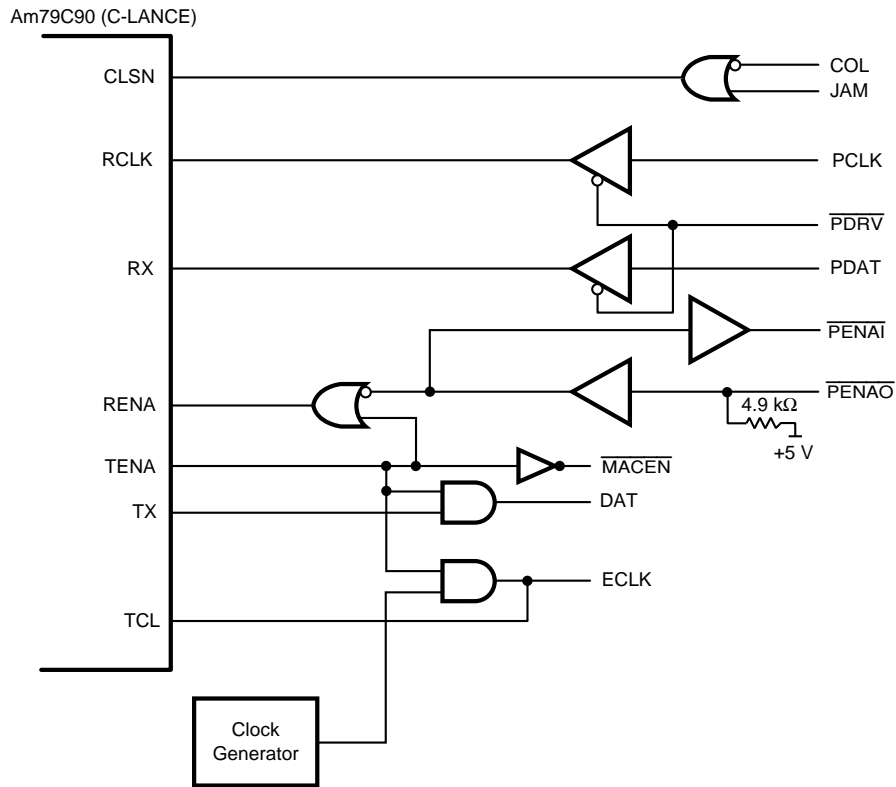 Am79C90 (C-LANCE)
CLSN
COL
JAM
RCLK
PCLK
PDRV
RX
PDAT
PENAI
PENAO
4.9 kΩ
+5 V
RENA
TENA
MACEN
DAT
TX
ECLK
TCL
Clock
Generator